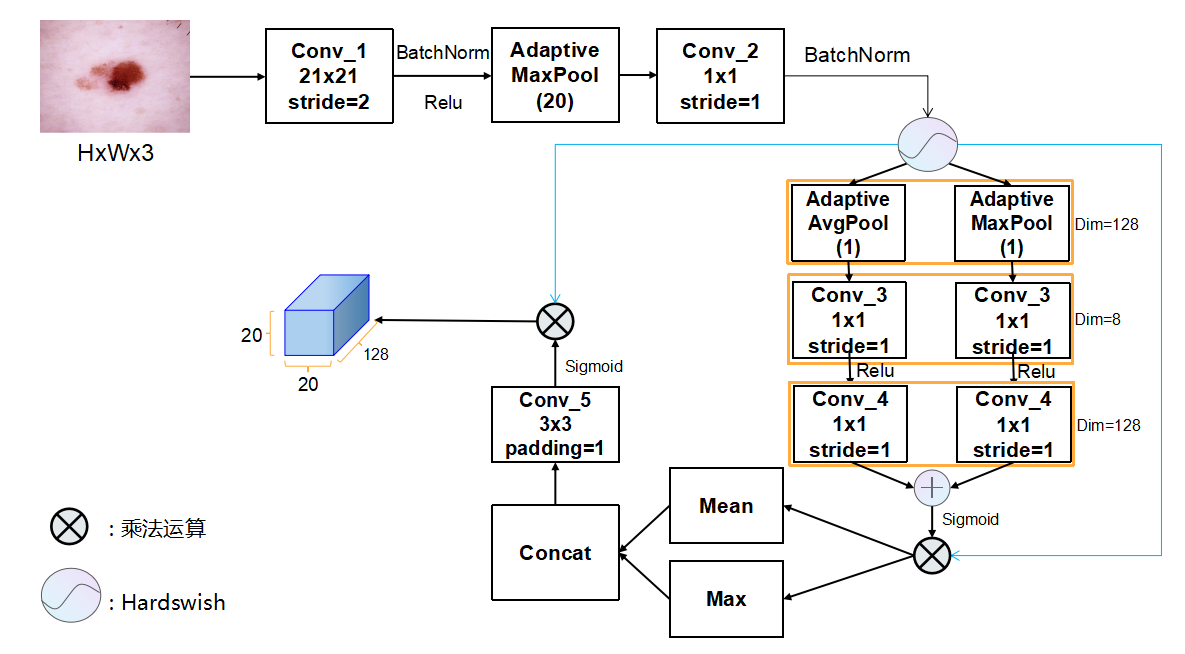 HxWx3
Conv_1
21x21
stride=2
BatchNorm
Relu
Adaptive
MaxPool
(20)
Conv_2
1x1
stride=1
BatchNorm
Adaptive
AvgPool
(1)
Adaptive
MaxPool
(1)
Dim=128
Conv_3
1x1
stride=1
Conv_3
1x1
stride=1
Dim=8
Relu
Relu
Conv_4
1x1
stride=1
Conv_4
1x1
stride=1
Dim=128
Sigmoid
Mean
Max
Concat
Conv_5
3x3
padding=1
Sigmoid
20
20
128
: 乘法运算
: Hardswish